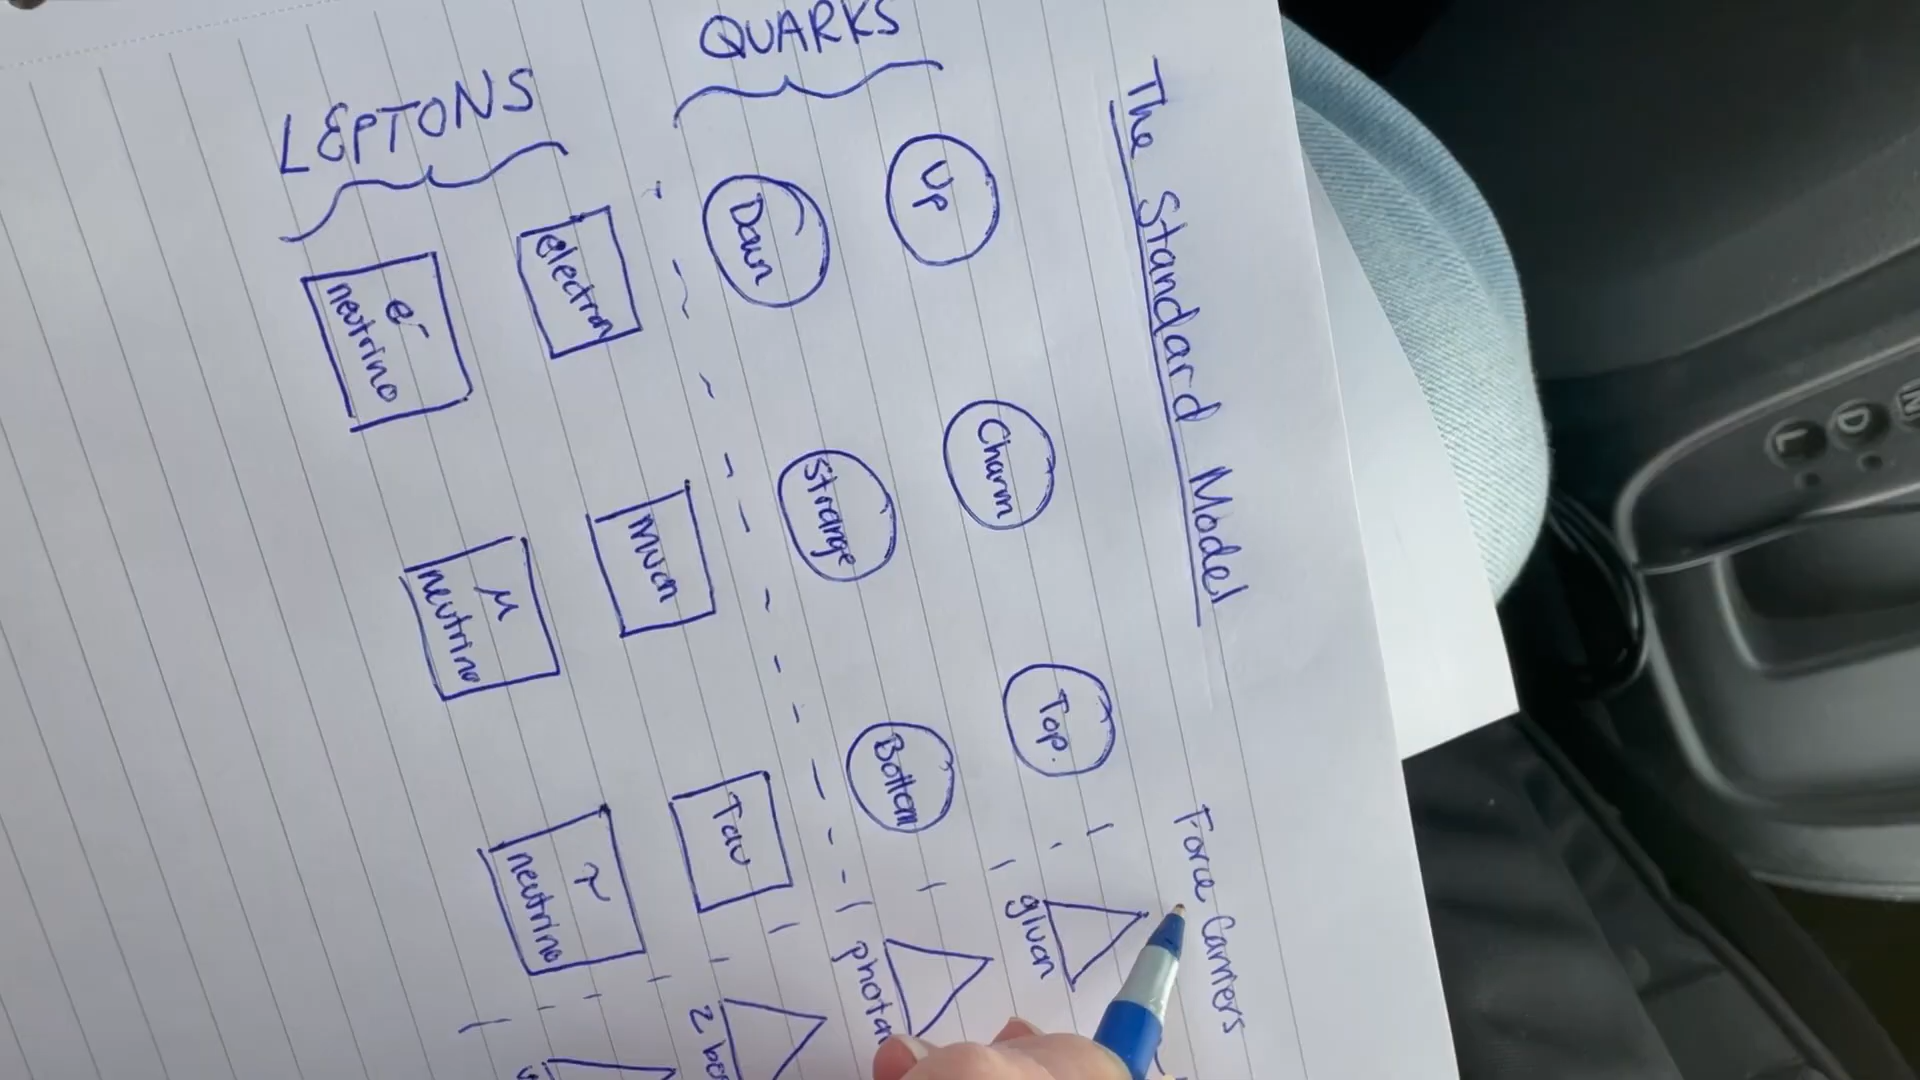 The Standard Model
Force Carriers
QUARKS
Up
Charm
Top.
gluon
Down
Strange
Bottom
photon
LEPTONS
electron
Muon
Tau
Z
e⁻
neutrino
μ
neutrino
τ
neutrino
N
D
L